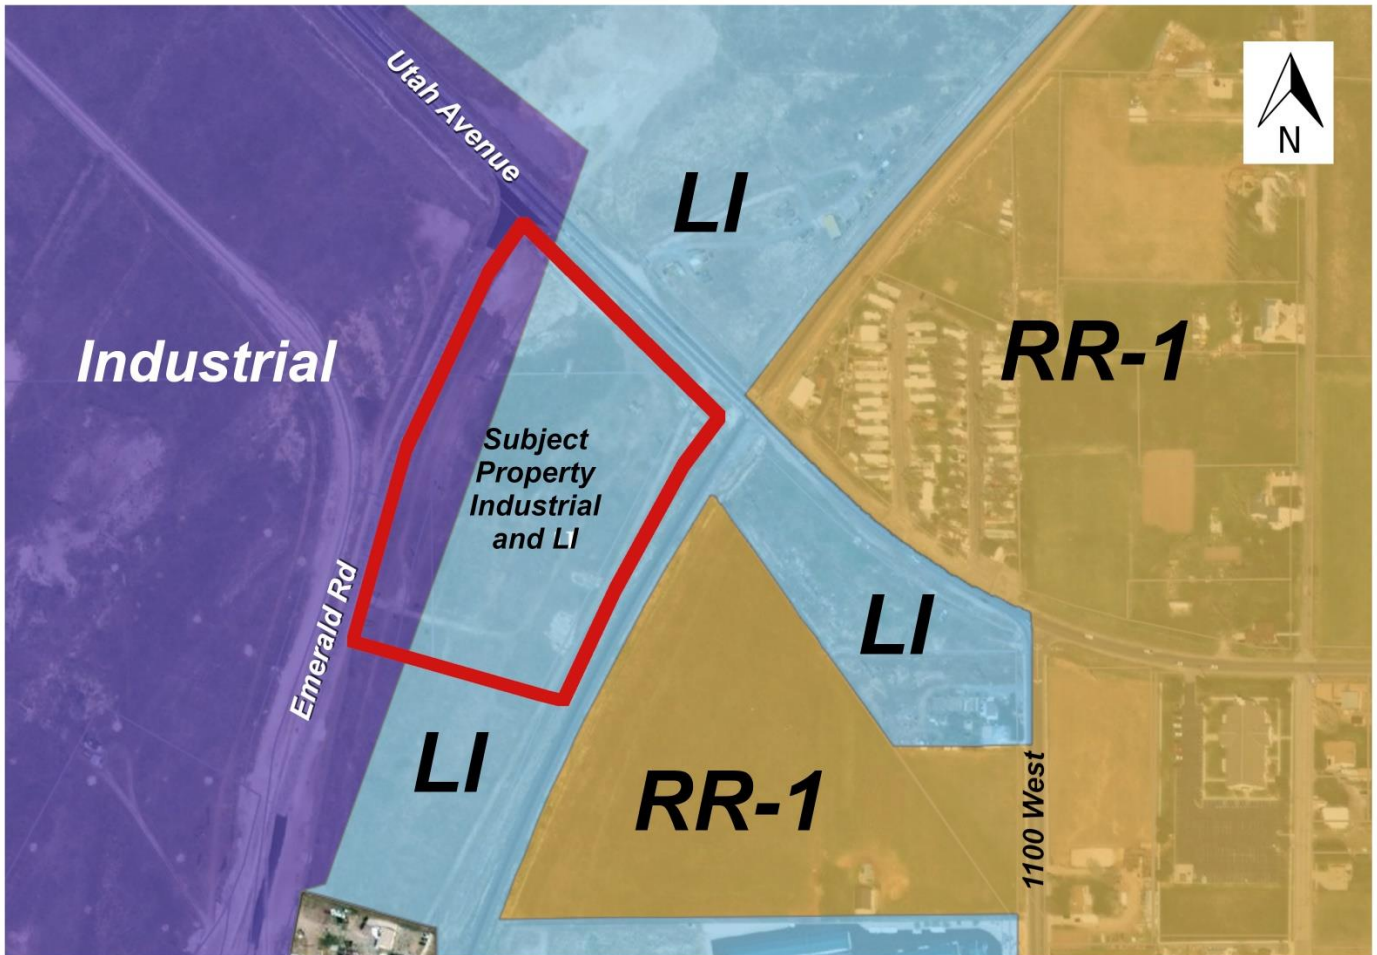 Utah Avenue
N
LI
Industrial
RR-1
Subject
Property
Industrial
and LI
Emerald Rd
LI
LI
RR-1
1100 West